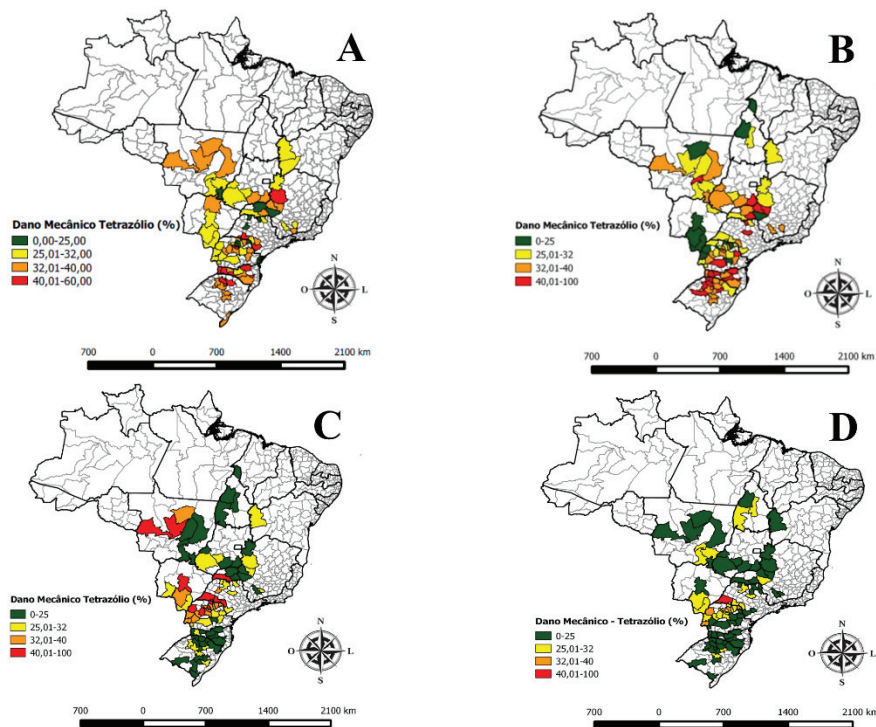 A
Dano Mecânico Tetrazólio (%)
0,00-25,00
25,01-32,00
32,01-40,00
40,01-60,00
N
O
L
S
700
0
700
1400
2100 km
B
Dano Mecânico Tetrazólio (%)
0-25
25,01-32
32,01-40
40,01-100
N
O
L
S
700
0
700
1400
2100 km
C
Dano Mecânico Tetrazólio (%)
0-25
25,01-32
32,01-40
40,01-100
N
O
L
S
700
0
700
1400
2100 km
D
Dano Mecânico - Tetrazólio (%)
0-25
25,01-32
32,01-40
40,01-100
N
O
L
S
700
0
700
1400
2100 km